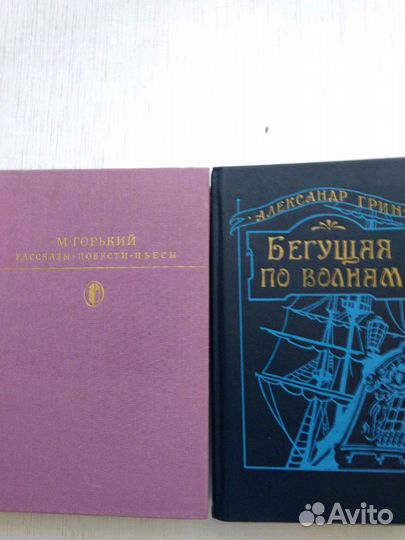 М·ГОРЬКИЙ
РАССКАЗЫ·ПОВЕСТИ·ПЬЕСЫ
АЛЕКСАНДР ГРИН
БЕГУЩАЯ
ПО ВОЛНАМ
Avito